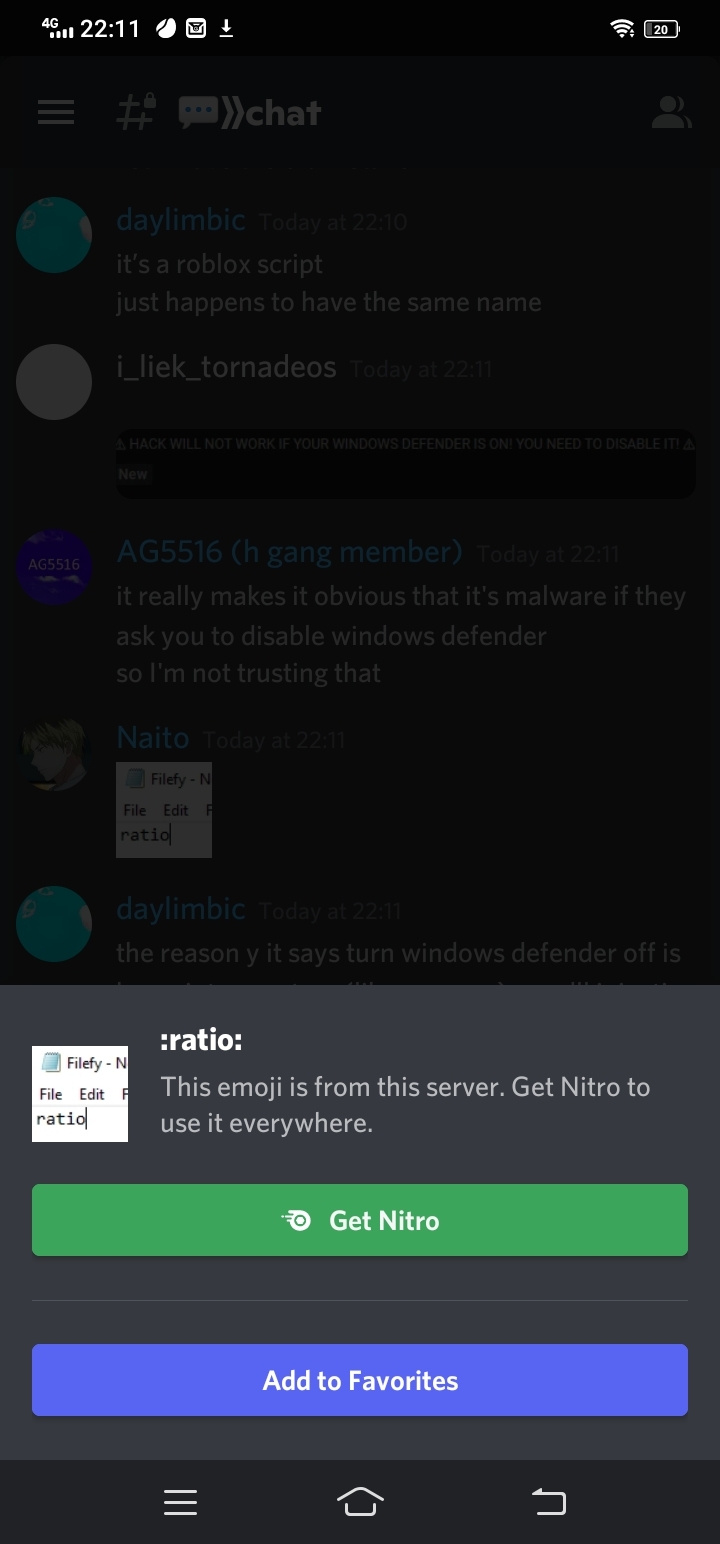 4G 22:11 20
chat
daylimbic Today at 22:10
it's a roblox script
just happens to have the same name
i_liek_tornadeos Today at 22:11
⚠ HACK WILL NOT WORK IF YOUR WINDOWS DEFENDER IS ON! YOU NEED TO DISABLE IT! ⚠
New
AG5516 (h gang member) Today at 22:11
AG5516
it really makes it obvious that it's malware if they
ask you to disable windows defender
so I'm not trusting that
Naito Today at 22:11
Filefy - N
File Edit F
ratio
daylimbic Today at 22:11
the reason y it says turn windows defender off is
:ratio:
Filefy - N
File Edit F
ratio
This emoji is from this server. Get Nitro to
use it everywhere.
Get Nitro
Add to Favorites